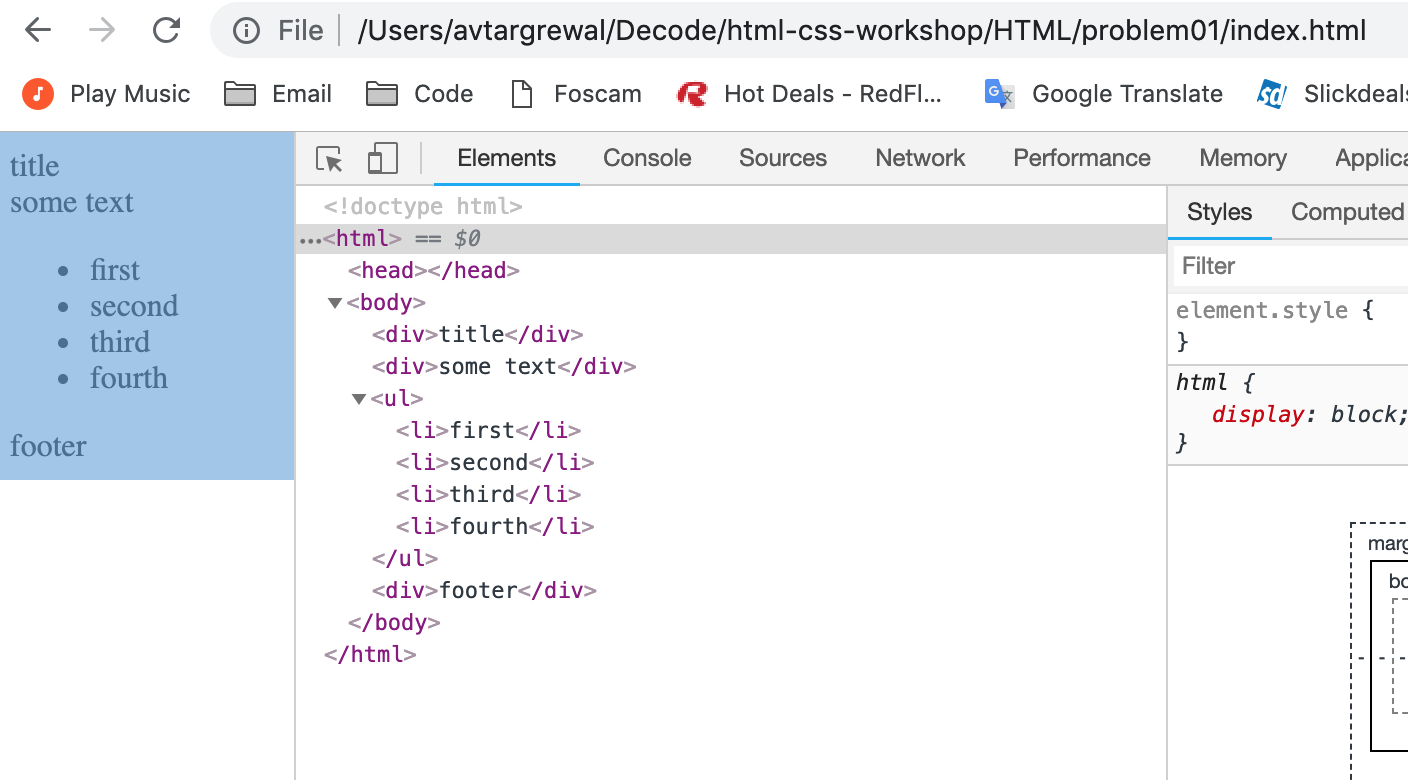 File | /Users/avtargrewal/Decode/html-css-workshop/HTML/problem01/index.html
Play Music Email Code Foscam Hot Deals - RedFl... Google Translate Slickdeals
title
some text
• first
• second
• third
• fourth
footer
Elements Console Sources Network Performance Memory Applica
<!doctype html>
...<html> == $0
<head></head>
▼<body>
<div>title</div>
<div>some text</div>
▼<ul>
<li>first</li>
<li>second</li>
<li>third</li>
<li>fourth</li>
</ul>
<div>footer</div>
</body>
</html>
Styles Computed
Filter
element.style {
}
html {
display: block;
}
marg
bo
- - -